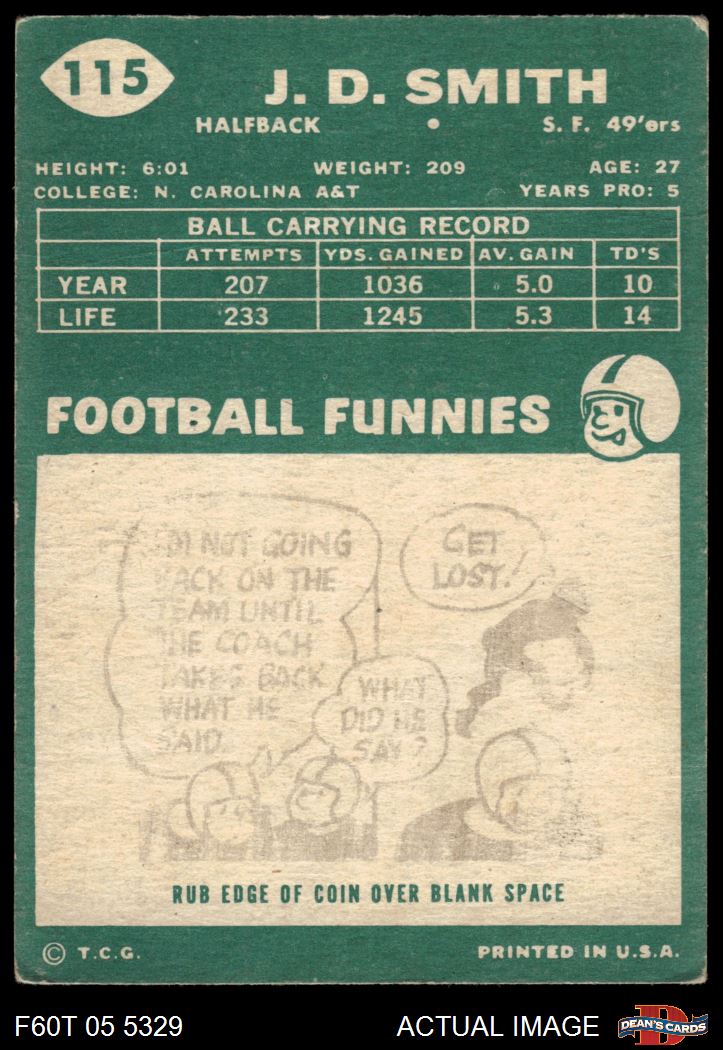 115
J. D. SMITH
HALFBACK • S. F. 49'ers
HEIGHT: 6:01 WEIGHT: 209 AGE: 27
COLLEGE: N. CAROLINA A&T YEARS PRO: 5
BALL CARRYING RECORD
ATTEMPTS YDS. GAINED AV. GAIN TD'S
YEAR 207 1036 5.0 10
LIFE 233 1245 5.3 14
FOOTBALL FUNNIES
I'M NOT GOING
BACK ON THE
TEAM UNTIL
THE COACH
TAKES BACK
WHAT HE
SAID.
GET
LOST!
WHAT
DID HE
SAY?
RUB EDGE OF COIN OVER BLANK SPACE
© T.C.G. PRINTED IN U.S.A.
F60T 05 5329 ACTUAL IMAGE
D
DEAN'S CARDS